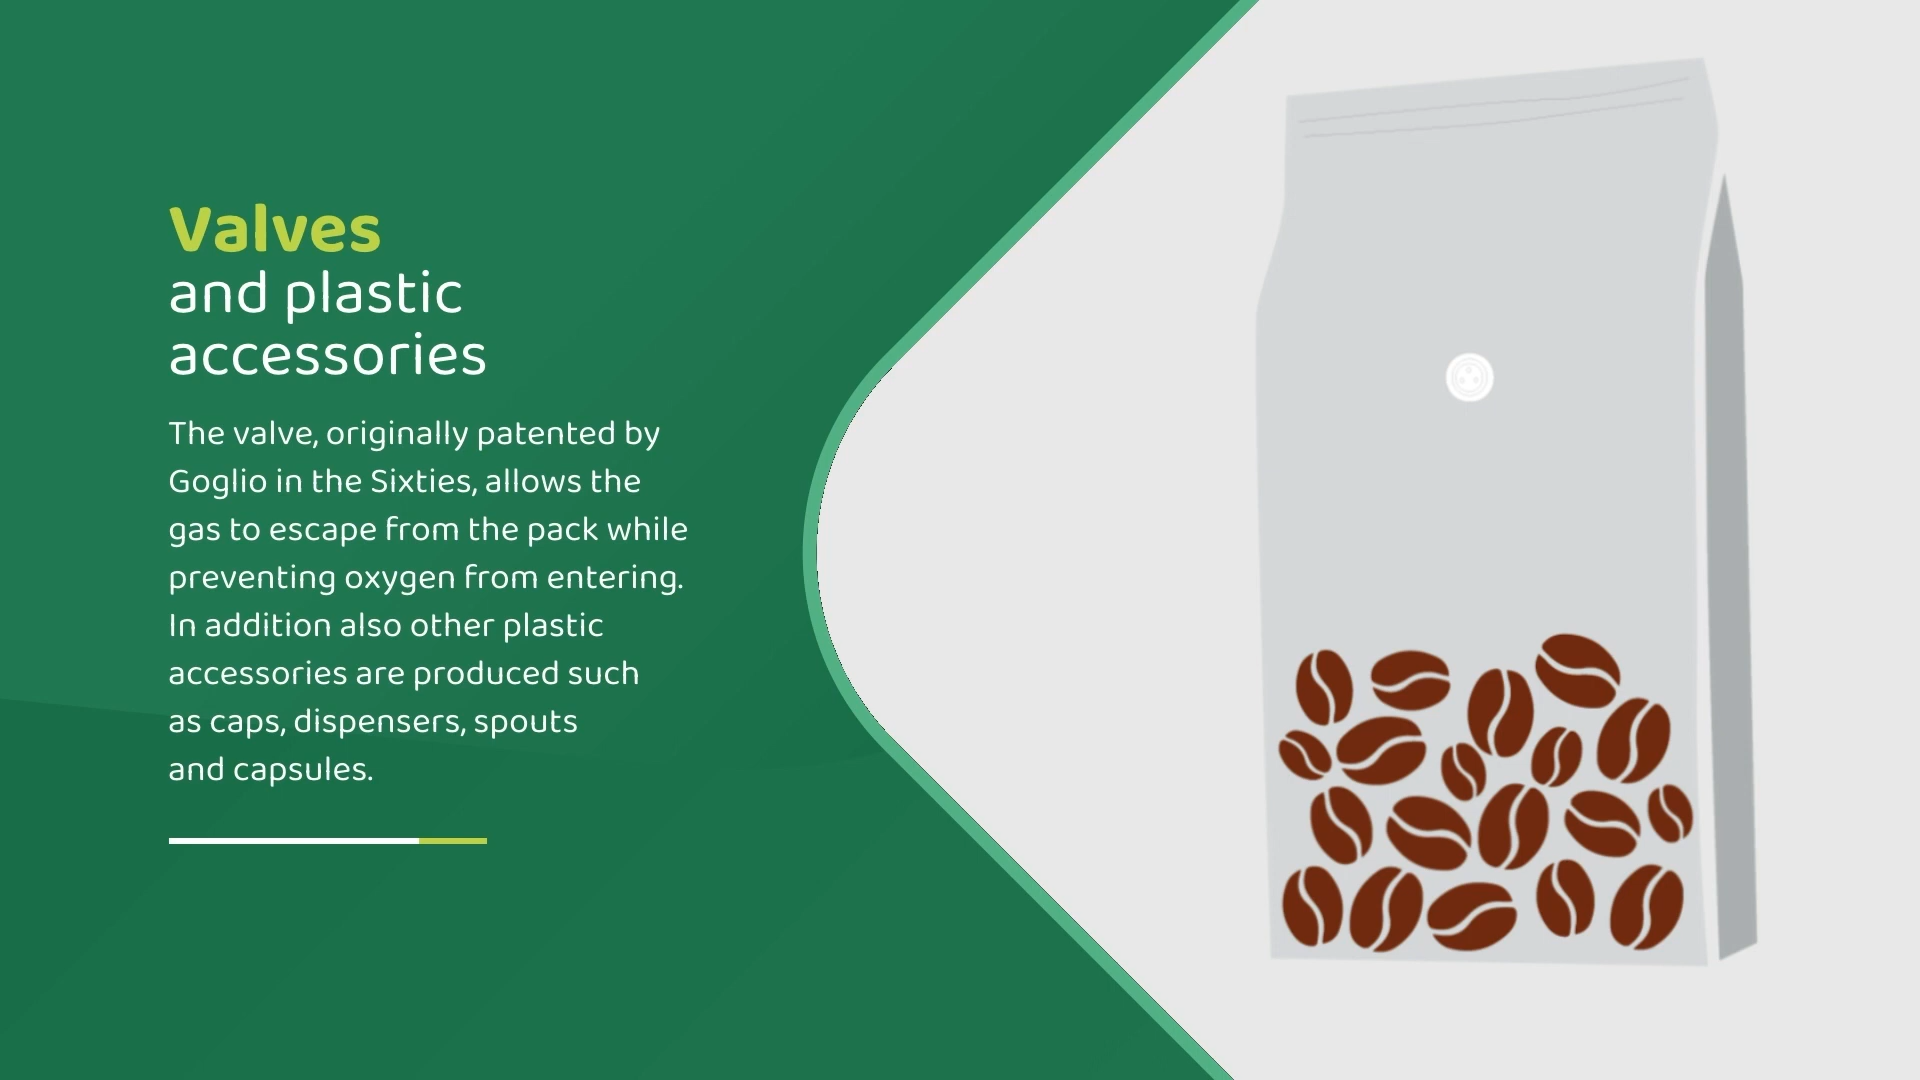 Valves
and plastic
accessories
The valve, originally patented by
Goglio in the Sixties, allows the
gas to escape from the pack while
preventing oxygen from entering.
In addition also other plastic
accessories are produced such
as caps, dispensers, spouts
and capsules.